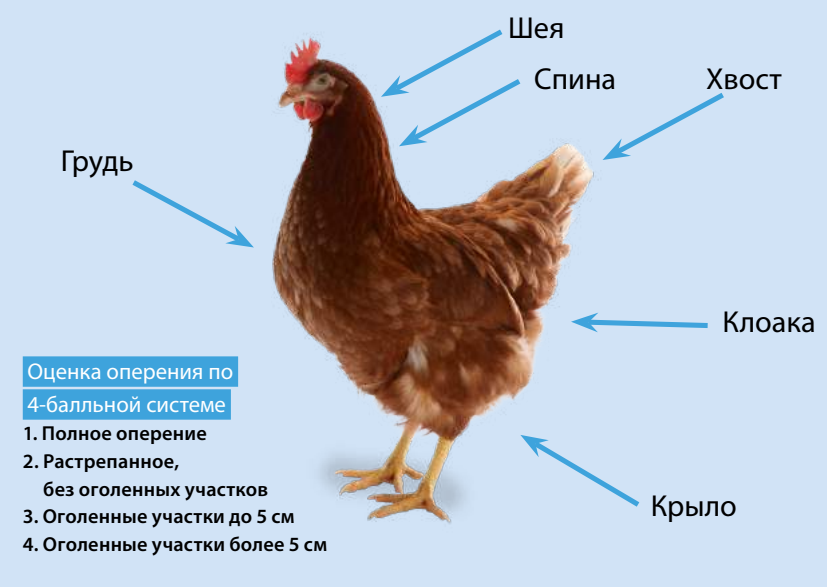 Шея
Спина
Хвост
Грудь
Клоака
Оценка оперения по
4-балльной системе
1. Полное оперение
2. Растрепанное,
без оголенных участков
3. Оголенные участки до 5 см
4. Оголенные участки более 5 см
Крыло